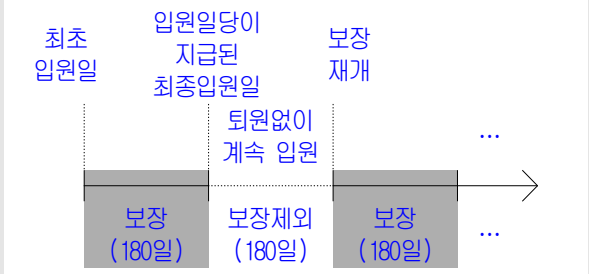 최초
입원일
입원일당이
지급된
최종입원일
보장
재개
퇴원없이
계속 입원
...
보장
(180일)
보장제외
(180일)
보장
(180일)
...